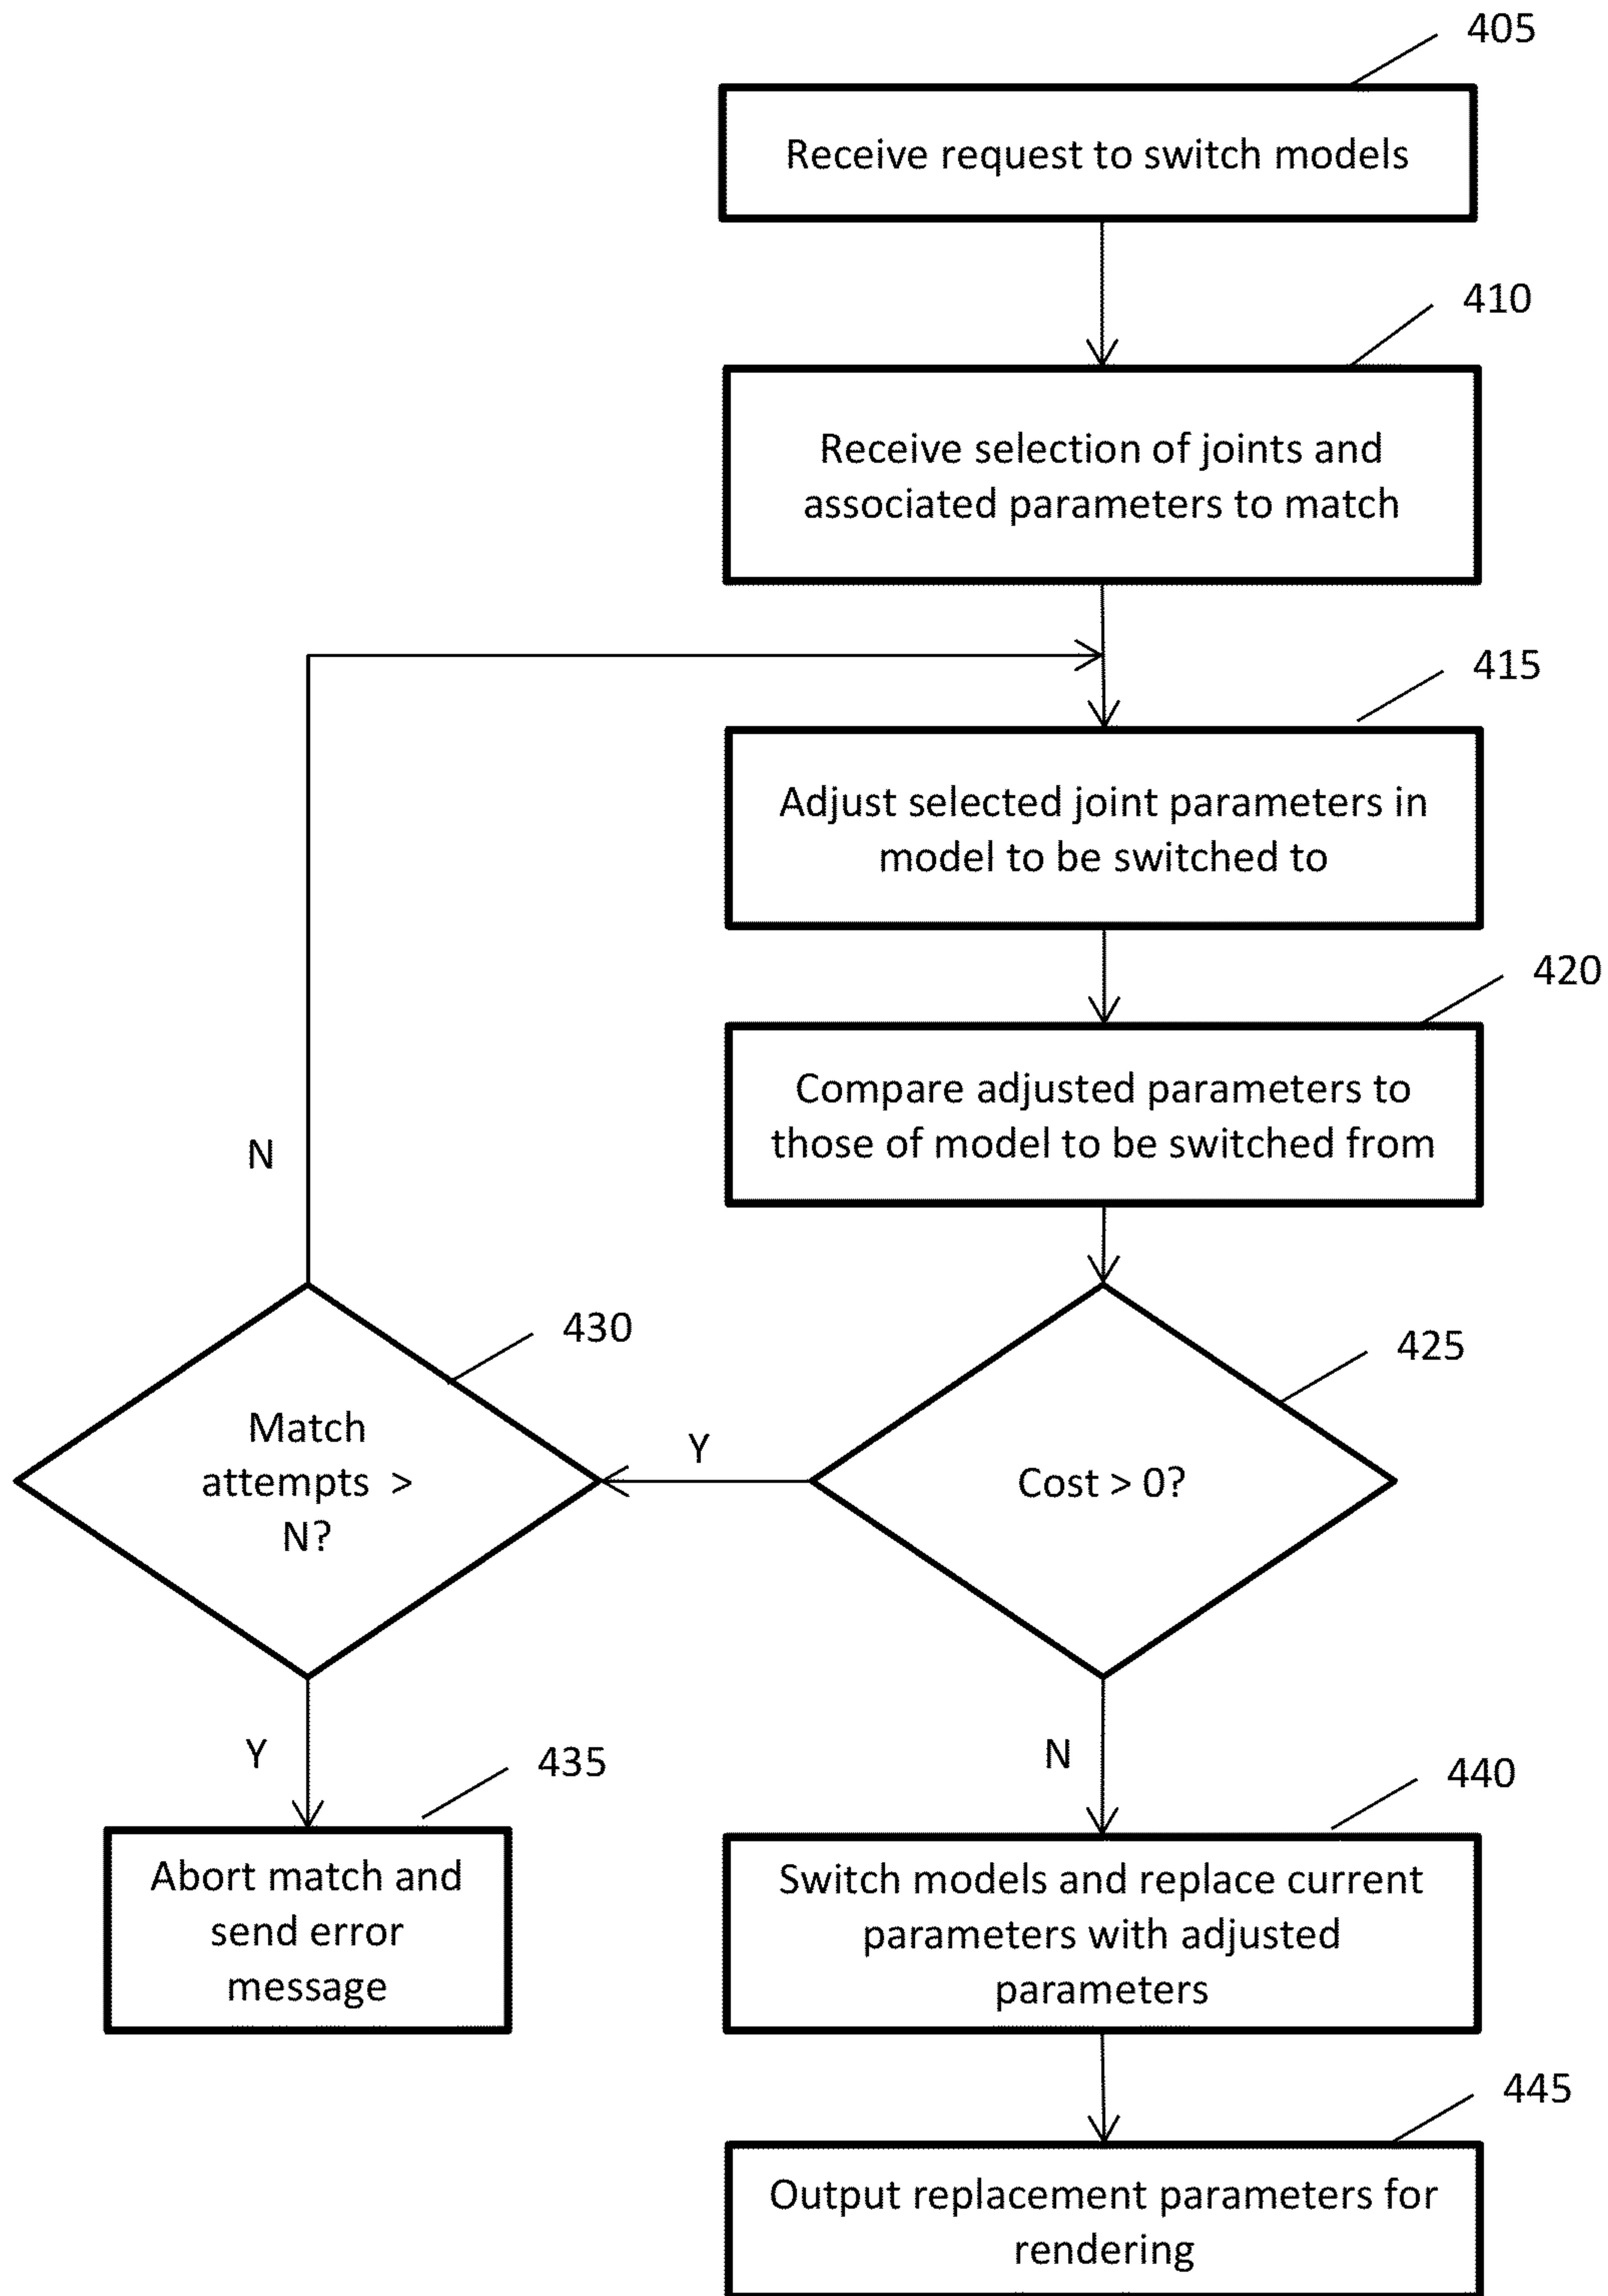 405
Receive request to switch models
410
Receive selection of joints and
associated parameters to match
415
Adjust selected joint parameters in
model to be switched to
420
Compare adjusted parameters to
those of model to be switched from
N
430
Match
attempts >
N?
Y
425
Cost > 0?
Y
435
Abort match and
send error
message
N
440
Switch models and replace current
parameters with adjusted
parameters
445
Output replacement parameters for
rendering